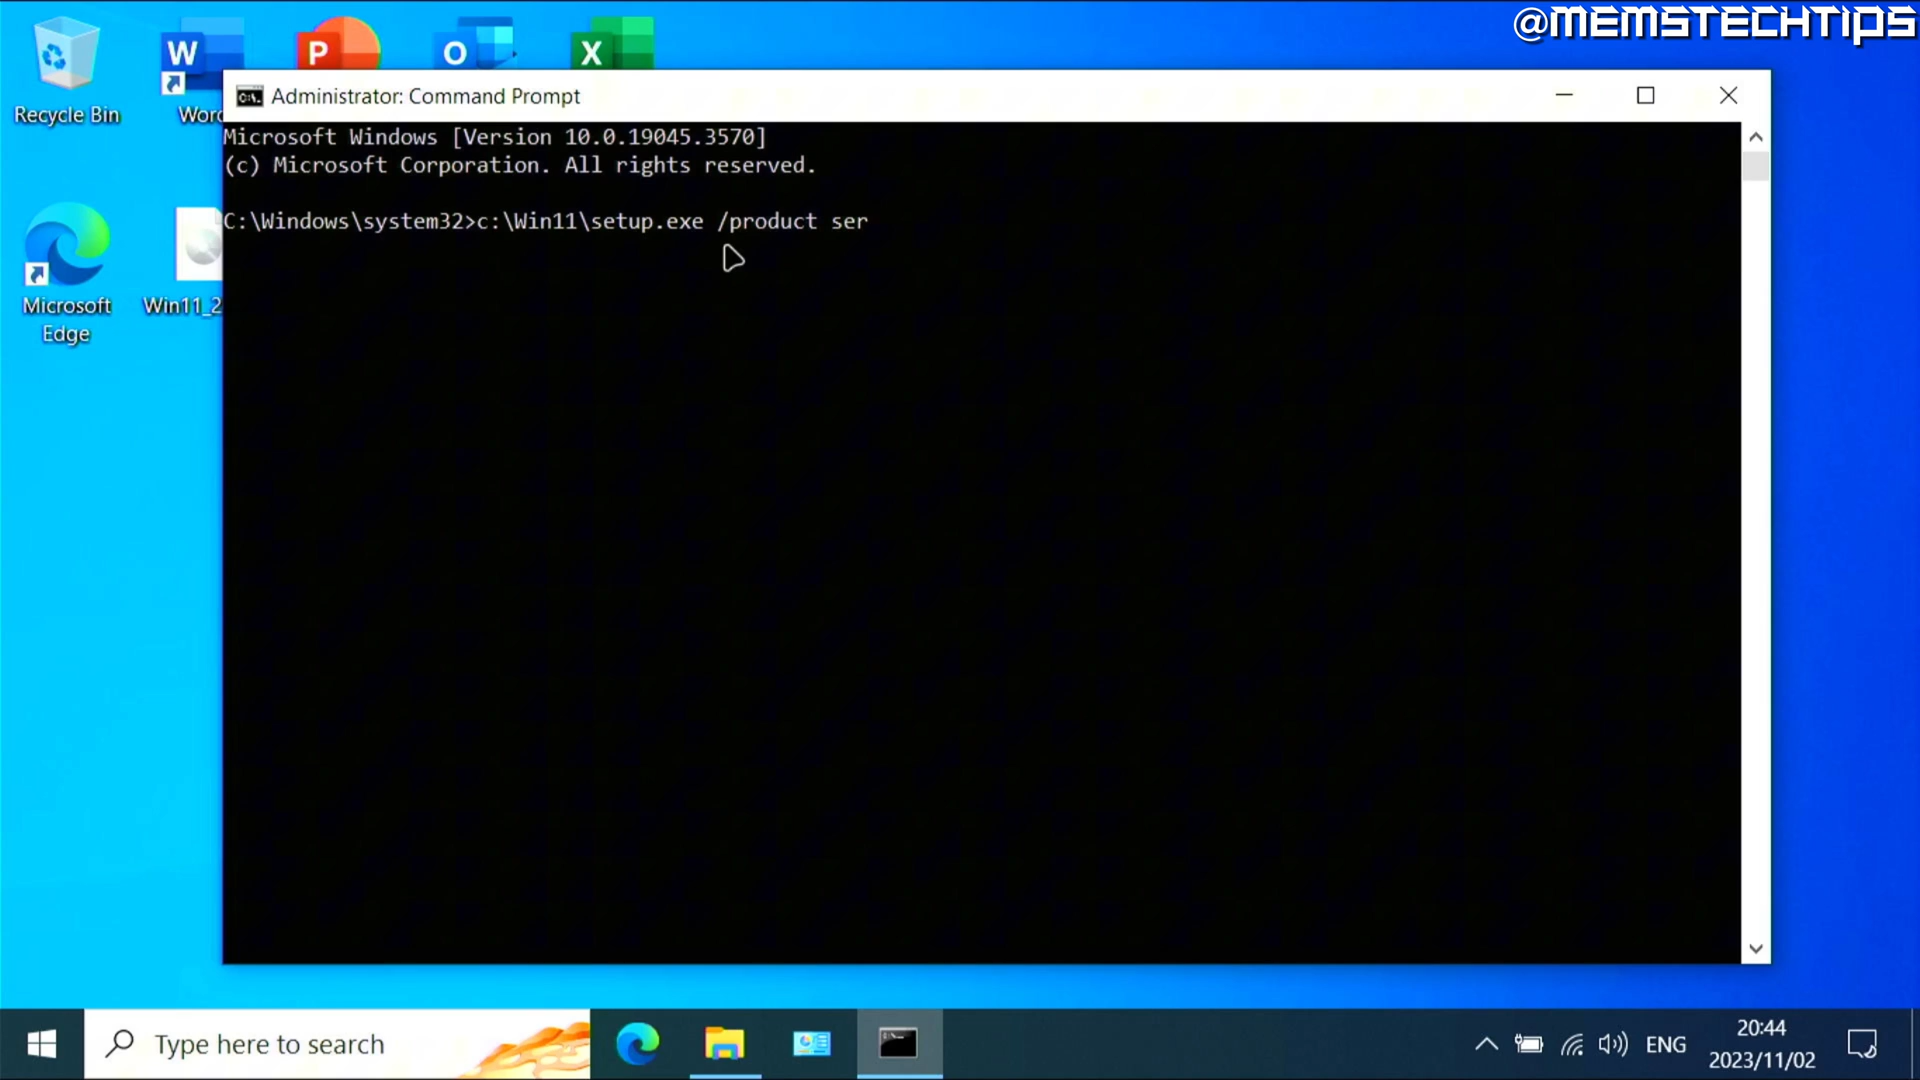 @MEMSTECHTIPS
W
P
O
X
Recycle Bin
Word
Administrator: Command Prompt
Microsoft Windows [Version 10.0.19045.3570]
(c) Microsoft Corporation. All rights reserved.
C:\Windows\system32>c:\Win11\setup.exe /product ser
Microsoft
Edge
Win11_2
Type here to search
ENG
20:44
2023/11/02